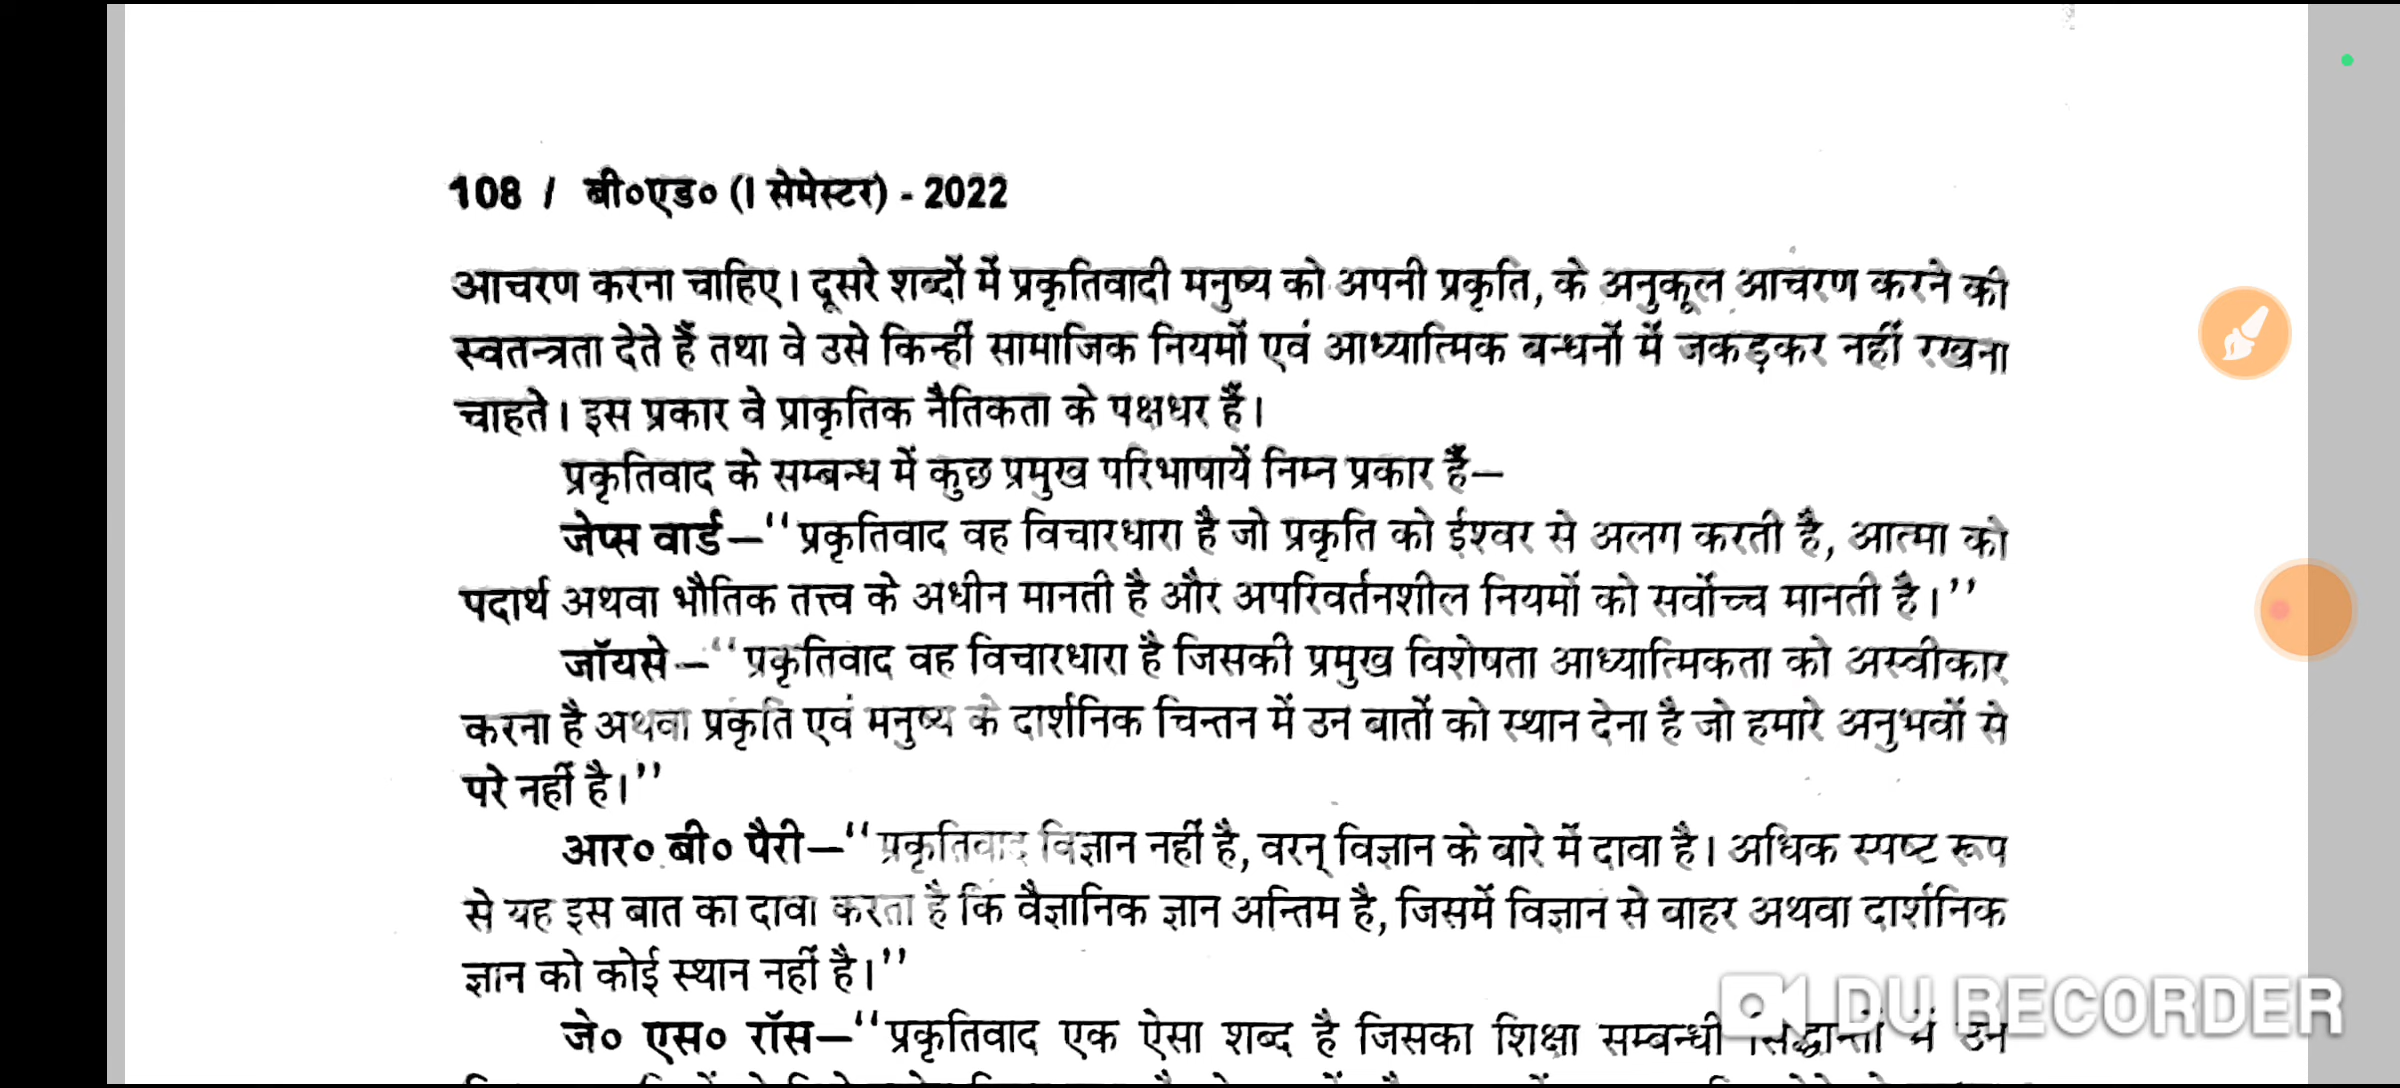 108 / बी०एड० (I सेमेस्टर) - 2022
आचरण करना चाहिए। दूसरे शब्दों में प्रकृतिवादी मनुष्य को अपनी प्रकृति, के अनुकूल आचरण करने की
स्वतन्त्रता देते हैं तथा वे उसे किन्हीं सामाजिक नियमों एवं आध्यात्मिक बन्धनों में जकड़कर नहीं रखना
चाहते। इस प्रकार वे प्राकृतिक नैतिकता के पक्षधर हैं।
प्रकृतिवाद के सम्बन्ध में कुछ प्रमुख परिभाषायें निम्न प्रकार हैं—
जेम्स वार्ड—‘‘प्रकृतिवाद वह विचारधारा है जो प्रकृति को ईश्वर से अलग करती है, आत्मा को
पदार्थ अथवा भौतिक तत्त्व के अधीन मानती है और अपरिवर्तनशील नियमों को सर्वोच्च मानती है।’’
जॉयसे—‘‘प्रकृतिवाद वह विचारधारा है जिसकी प्रमुख विशेषता आध्यात्मिकता को अस्वीकार
करना है अथवा प्रकृति एवं मनुष्य के दार्शनिक चिन्तन में उन बातों को स्थान देना है जो हमारे अनुभवों से
परे नहीं है।’’
आर० बी० पैरी—‘‘प्रकृतिवाद विज्ञान नहीं है, वरन् विज्ञान के बारे में दावा है। अधिक स्पष्ट रूप
से यह इस बात का दावा करता है कि वैज्ञानिक ज्ञान अन्तिम है, जिसमें विज्ञान से बाहर अथवा दार्शनिक
ज्ञान को कोई स्थान नहीं है।’’
जे० एस० रॉस—‘‘प्रकृतिवाद एक ऐसा शब्द है जिसका शिक्षा सम्बन्धी सिद्धान्तों में उन
DU RECORDER